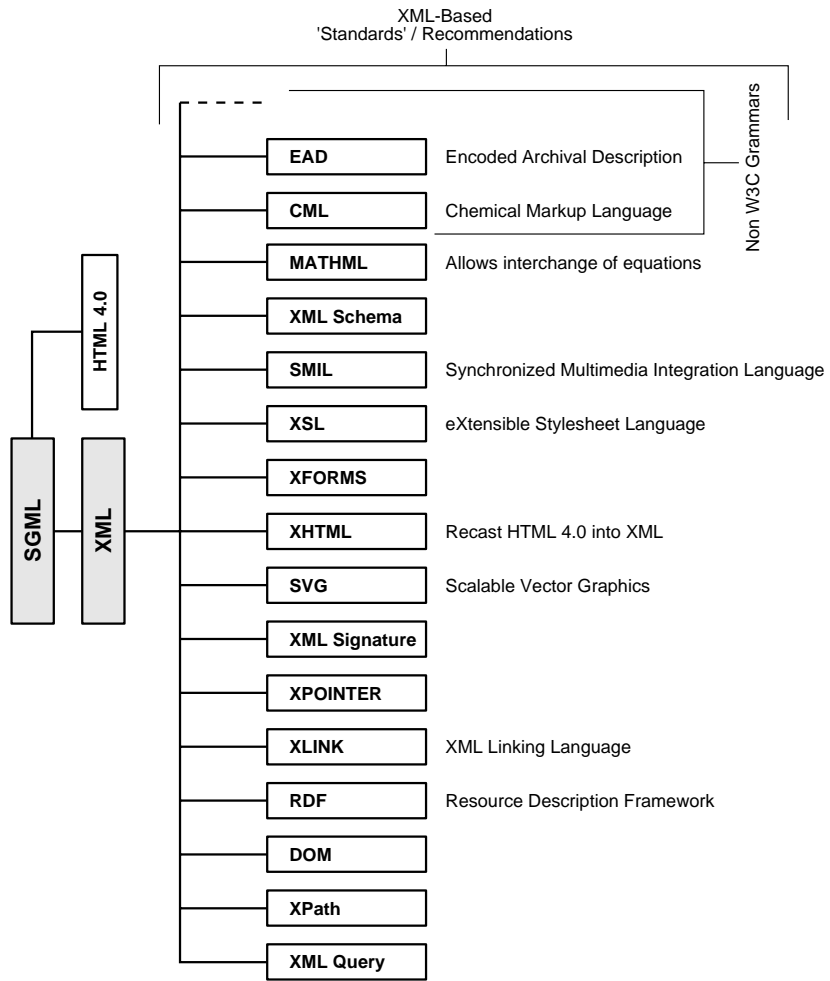 XML-Based
'Standards' / Recommendations
Non W3C Grammars
EAD Encoded Archival Description
CML Chemical Markup Language
MATHML Allows interchange of equations
HTML 4.0
XML Schema
SMIL Synchronized Multimedia Integration Language
XSL eXtensible Stylesheet Language
XFORMS
SGML
XML
XHTML Recast HTML 4.0 into XML
SVG Scalable Vector Graphics
XML Signature
XPOINTER
XLINK XML Linking Language
RDF Resource Description Framework
DOM
XPath
XML Query